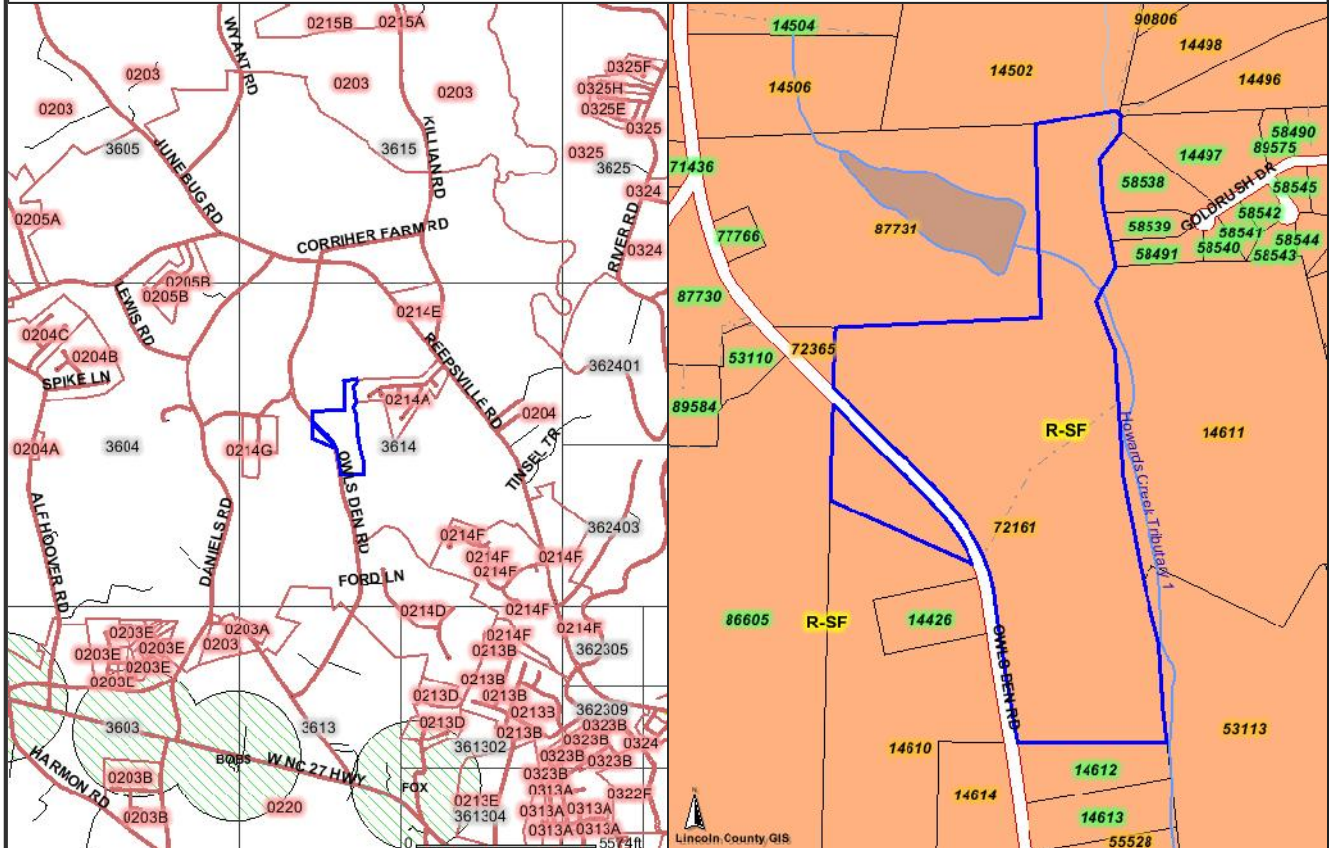 0215B
0215A
WYANT RD
0203
0203
0203
0203
0325F
0325H
0325E
0325
0325
3605
3615
3625
JUNEBUG RD
KILLIAN RD
0324
0205A
CORRIHER FARM RD
RIVER RD
0324
0205B
0205B
LEWIS RD
0214E
0204C
0204B
SPIKE LN
REEPSVILLE RD
362401
0214A
0204
0204A
3604
0214G
3614
TINSEL TR
OWLS DEN RD
ALF HOOVER RD
DANIELS RD
362403
0214F
0214F
0214F
0214F
FORD LN
0214D
0214F
0214F
0203E
0203E
0203E
0203E
0203A
0203
0214F
0213B
362305
0213B
0213D
0213B
0213D
0213B
0213B
362309
0323B
0323B
0324
0323B
0323B
0323B
3603
3613
361302
BOBS
W NC 27 HWY
FOX
HARMON RD
0203B
0203B
0220
0213E
361304
0313A
0313A
0313A
0313A
0313A
0322F
0
5574ft
14504
90806
14498
14506
14502
14496
58490
89575
14497
71436
58538
58545
GOLDRUSH DR
77766
87731
58539
58542
58541
58540
58544
58543
58491
87730
72365
53110
89584
R-SF
14611
Howards Creek Tributary 1
72161
86605
R-SF
14426
OWLS DEN RD
14610
53113
14612
14614
14613
55528
Lincoln County GIS